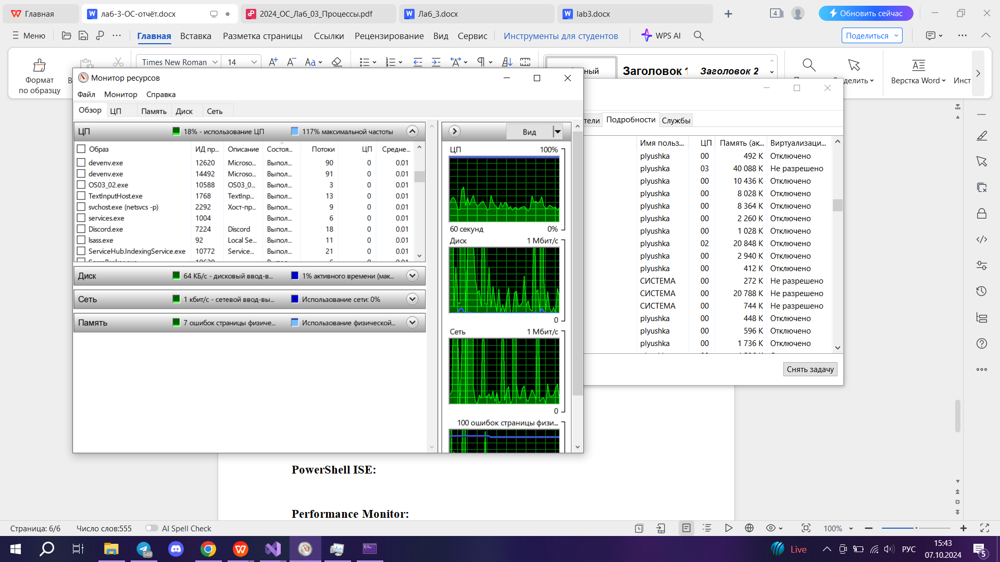 Главная
лаб-3-ОС-отчёт.docx
2024_ОС_Лаб_03_Процессы.pdf
Лаб_3.docx
lab3.docx
4
Обновить сейчас
Меню
Главная
Вставка
Разметка страницы
Ссылки
Рецензирование
Вид
Сервис
Инструменты для студентов
WPS AI
Поделиться
Формат
по образцу
Times New Roman
14
Заголовок 1
Заголовок 2
Верстка Word
Инст
Монитор ресурсов
Файл Монитор Справка
Обзор ЦП Память Диск Сеть
ЦП 18% - использование ЦП 117% максимальной частоты
Образ ИД пр... Описание Состоя... Потоки ЦП Средне...
devenv.exe 12620 Microso... Выпол... 90 0 0.01
devenv.exe 14492 Microso... Выпол... 91 0 0.01
OS03_02.exe 10588 OS03_0... Выпол... 3 0 0.01
TextInputHost.exe 1768 TextInp... Выпол... 13 0 0.01
svchost.exe (netsvcs -p) 2292 Хост-пр... Выпол... 9 0 0.01
services.exe 1004 Выпол... 6 0 0.01
Discord.exe 7224 Discord Выпол... 18 0 0.01
lsass.exe 92 Local Se... Выпол... 11 0 0.01
ServiceHub.IndexingService.exe 10772 Service... Выпол... 21 0 0.01
Диск 64 КБ/с - дисковый ввод-в... 1% активного времени (мак...
Сеть 1 кбит/с - сетевой ввод-вы... Использование сети: 0%
Память 7 ошибок страницы физиче... Использование физической...
Вид
ЦП 100%
60 секунд 0%
Диск 1 Мбит/с
0
Сеть 1 Мбит/с
0
100 ошибок страницы физи...
тели Подробности Службы
Имя польз... ЦП Память (ак... Виртуализаци...
plyushka 00 492 K Отключено
plyushka 03 40 088 K Не разрешено
plyushka 00 10 436 K Отключено
plyushka 00 8 028 K Отключено
plyushka 00 8 364 K Отключено
plyushka 00 2 260 K Отключено
plyushka 00 1 028 K Отключено
plyushka 02 20 848 K Отключено
plyushka 00 2 940 K Отключено
plyushka 00 412 K Отключено
СИСТЕМА 00 272 K Не разрешено
СИСТЕМА 00 20 788 K Не разрешено
СИСТЕМА 00 744 K Не разрешено
plyushka 00 448 K Отключено
plyushka 00 596 K Отключено
plyushka 00 1 736 K Отключено
Снять задачу
PowerShell ISE:
Performance Monitor:
Страница: 6/6
Число слов:555
AI Spell Check
100%
548
Live
РУС
15:43
07.10.2024
5